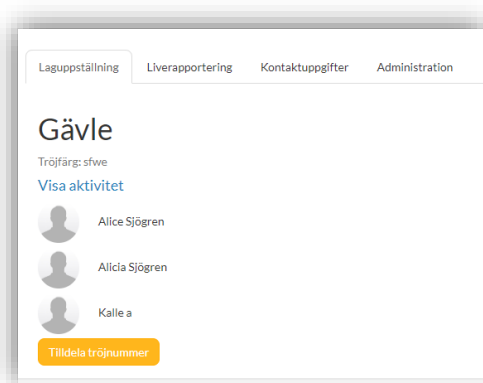 Laguppställning Liverapportering Kontaktuppgifter Administration
Gävle
Tröjfärg: sfwe
Visa aktivitet
Alice Sjögren
Alicia Sjögren
Kalle a
Tilldela tröjnummer